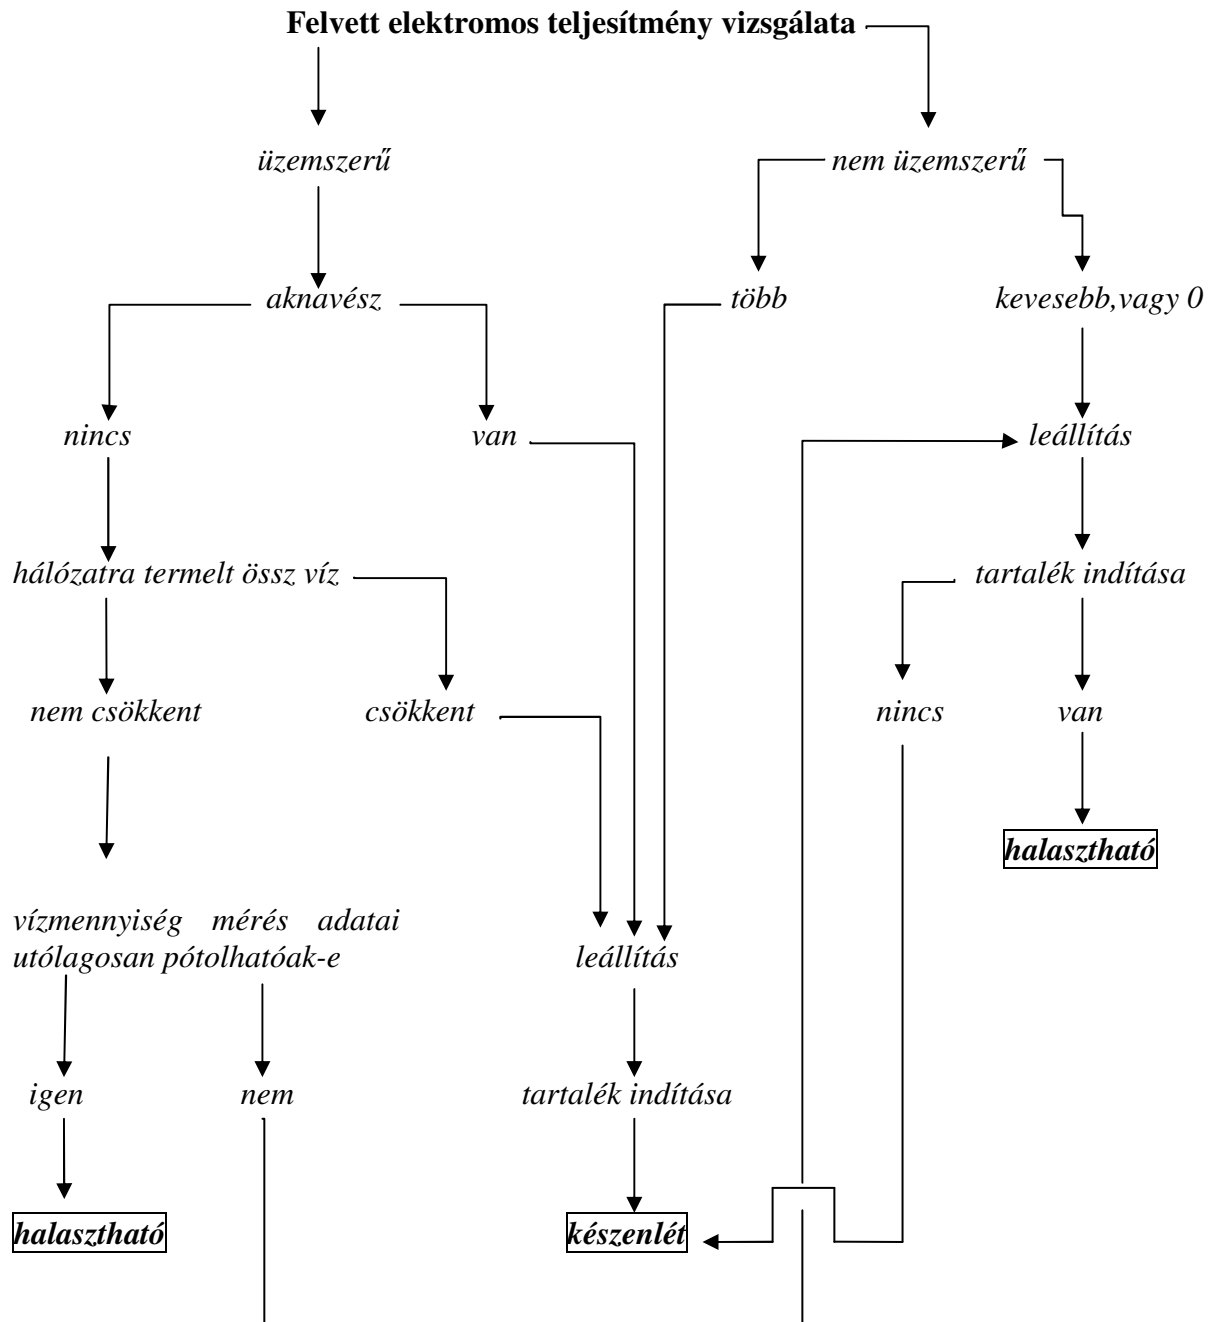 Felvett elektromos teljesítmény vizsgálata
üzemszerű
nem üzemszerű
aknavész
több
kevesebb,vagy 0
nincs
van
leállítás
hálózatra termelt össz víz
tartalék indítása
nem csökkent
csökkent
nincs
van
halasztható
vízmennyiség mérés adatai
utólagosan pótolhatóak-e
leállítás
igen
nem
tartalék indítása
halasztható
készenlét